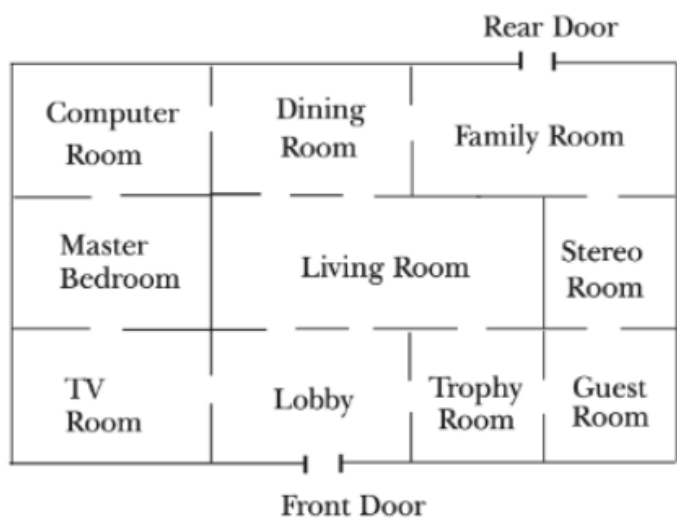 Rear Door
Computer
Room
Dining
Room
Family Room
Master
Bedroom
Living Room
Stereo
Room
TV
Room
Lobby
Trophy
Room
Guest
Room
Front Door